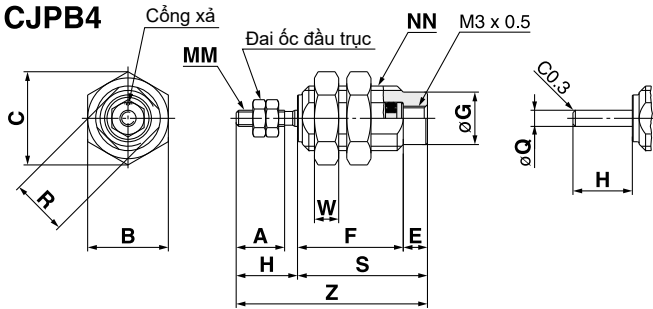 CJPB4
Cổng xả
Đai ốc đầu trục
MM
NN
M3 x 0.5
C0.3
C
R
B
øG
øQ
H
W
A
F
E
H
S
Z